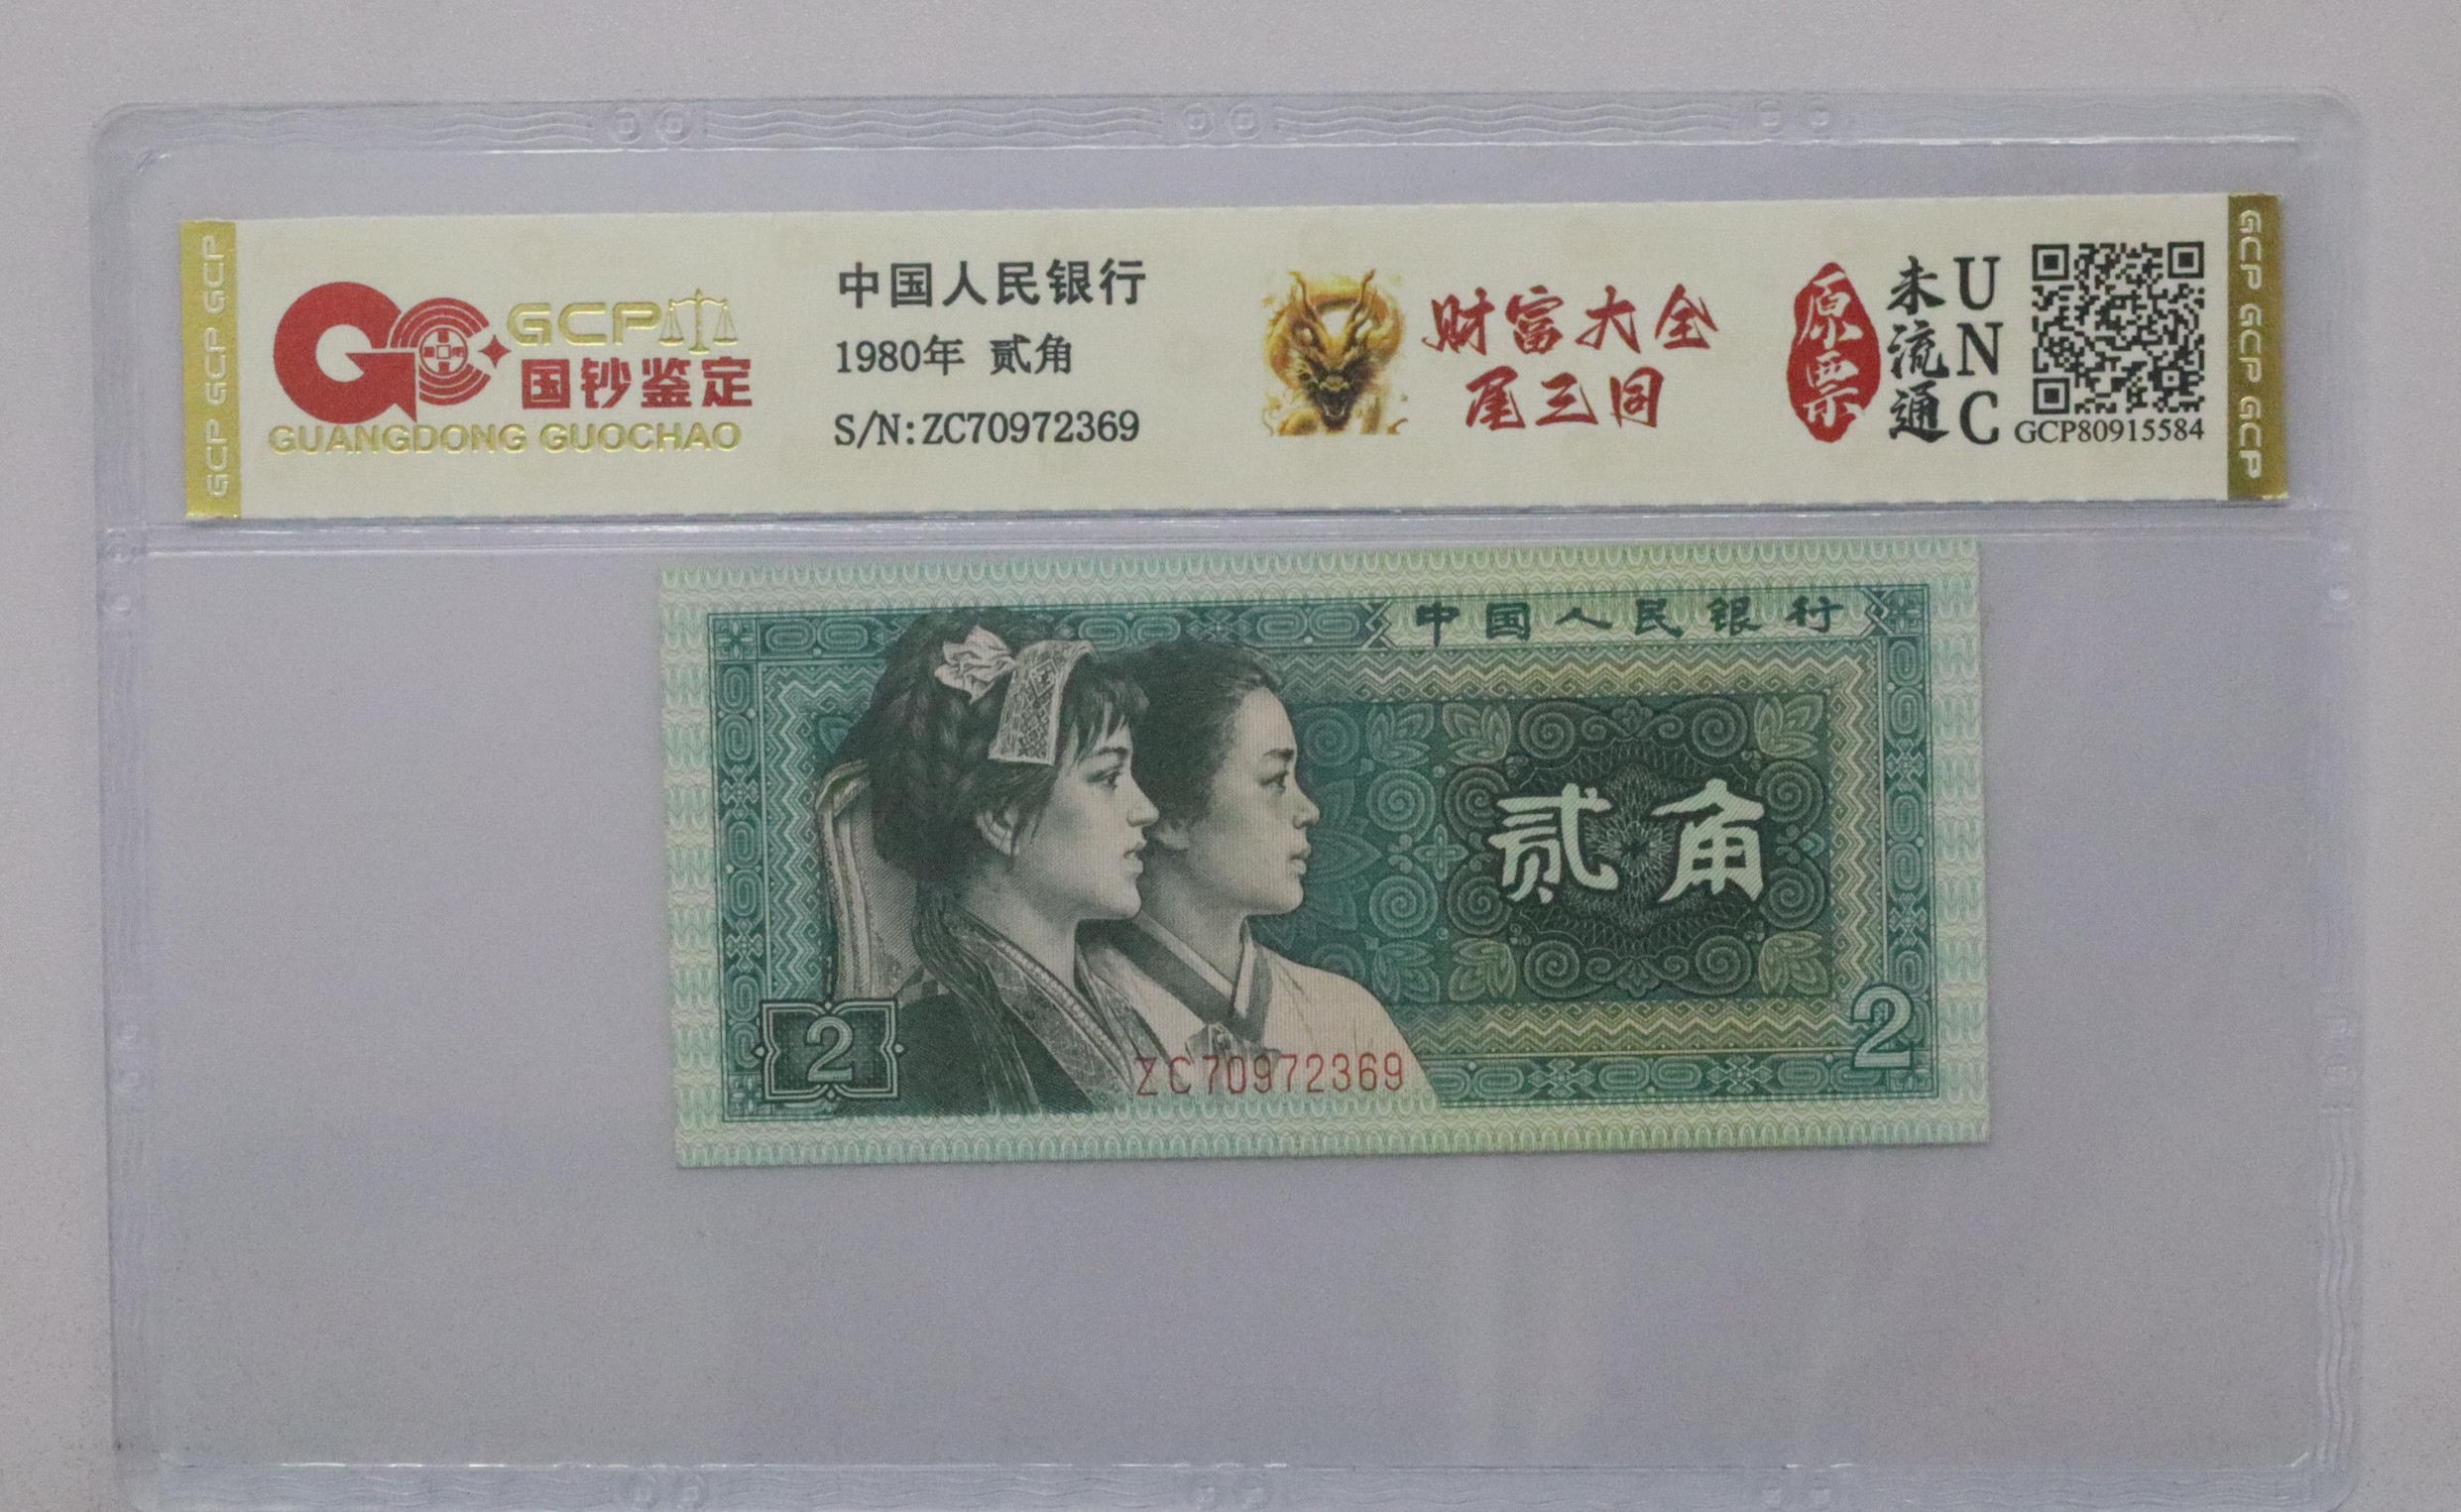 GCP GCP GCP
GCP
国钞鉴定
GUANGDONG GUOCHAO
中国人民银行
1980年 贰角
S/N:ZC70972369
财富大全
尾三同
原票
未流通
UNC
GCP80915584
GCP GCP GCP
中国人民银行
贰角
2
2
ZC70972369